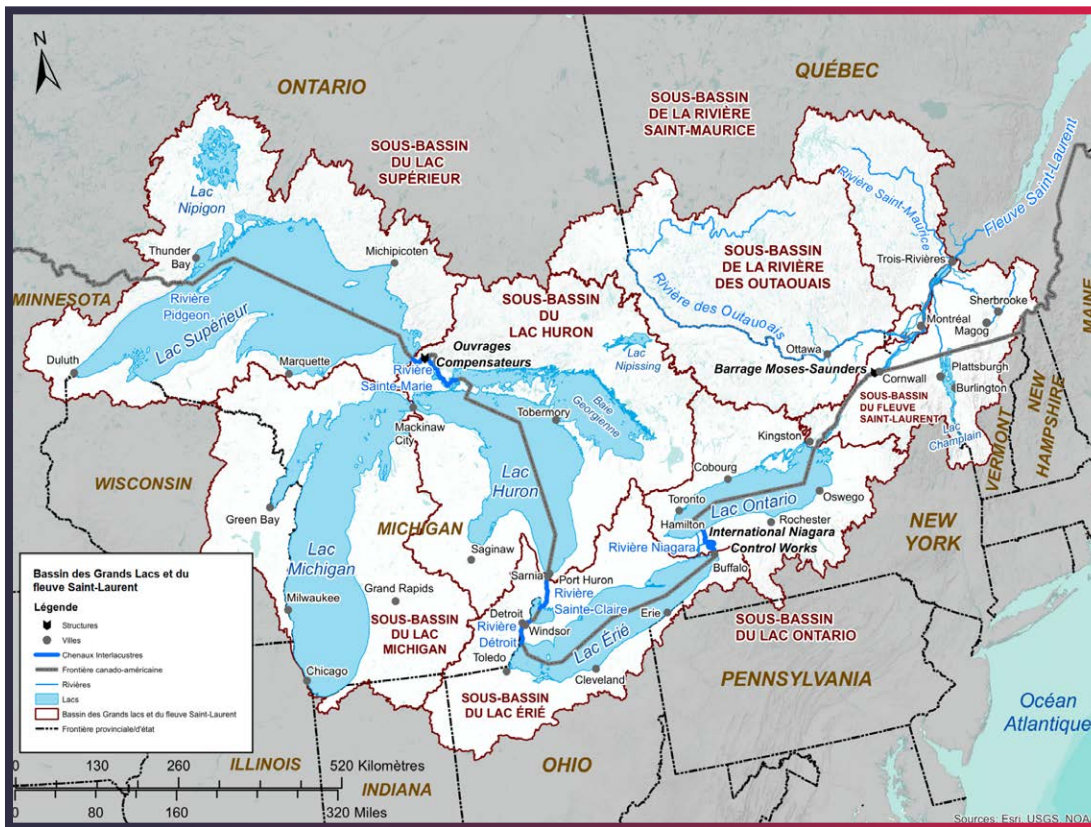 N
ONTARIO
QUÉBEC
SOUS-BASSIN
DE LA RIVIÈRE
SAINT-MAURICE
SOUS-BASSIN
DU LAC
SUPÉRIEUR
Lac
Nipigon
Rivière Saint-Maurice
Fleuve Saint-Laurent
Thunder
Bay
Michipicoten
Trois-Rivières
SOUS-BASSIN
DE LA RIVIÈRE
DES OUTAOUAIS
MINNESOTA
Rivière
Pidgeon
Lac Supérieur
SOUS-BASSIN
DU
LAC HURON
Rivière des Outauoais
MAINE
Sherbrooke
Montréal
Magog
Duluth
Marquette
Ouvrages
Compensateurs
Rivière
Sainte-Marie
Lac
Nipissing
Ottawa
Barrage Moses-Saunders
Cornwall
Plattsburgh
Burlington
SOUS-BASSIN
DU FLEUVE
SAINT-LAURENT
Lac
Champlain
VERMONT
NEW
HAMPSHIRE
Mackinaw
City
Tobermory
Baie
Georgienne
Kingston
Cobourg
WISCONSIN
Green Bay
Lac
Michigan
MICHIGAN
Lac
Huron
Toronto
Lac Ontario
Oswego
Hamilton
Rochester
International Niagara
Control Works
Rivière Niagara
Buffalo
NEW
YORK
Saginaw
Sarnia
Port Huron
Rivière
Sainte-Claire
Grand Rapids
Milwaukee
SOUS-BASSIN
DU LAC
MICHIGAN
Detroit
Rivière
Détroit
Windsor
Lac Érié
Erie
SOUS-BASSIN
DU LAC ONTARIO
Toledo
Cleveland
Chicago
SOUS-BASSIN
DU LAC ÉRIÉ
PENNSYLVANIA
Océan
Atlantique
ILLINOIS
INDIANA
OHIO
Bassin des Grands Lacs et du
fleuve Saint-Laurent
Légende
Structures
Villes
Chenaux Interlacustres
Frontière canado-américaine
Rivières
Lacs
Bassin des Grands lacs et du fleuve Saint-Laurent
Frontière provinciale/d'état
0 130 260 520 Kilomètres
0 80 160 320 Miles
Sources: Esri, USGS, NOA